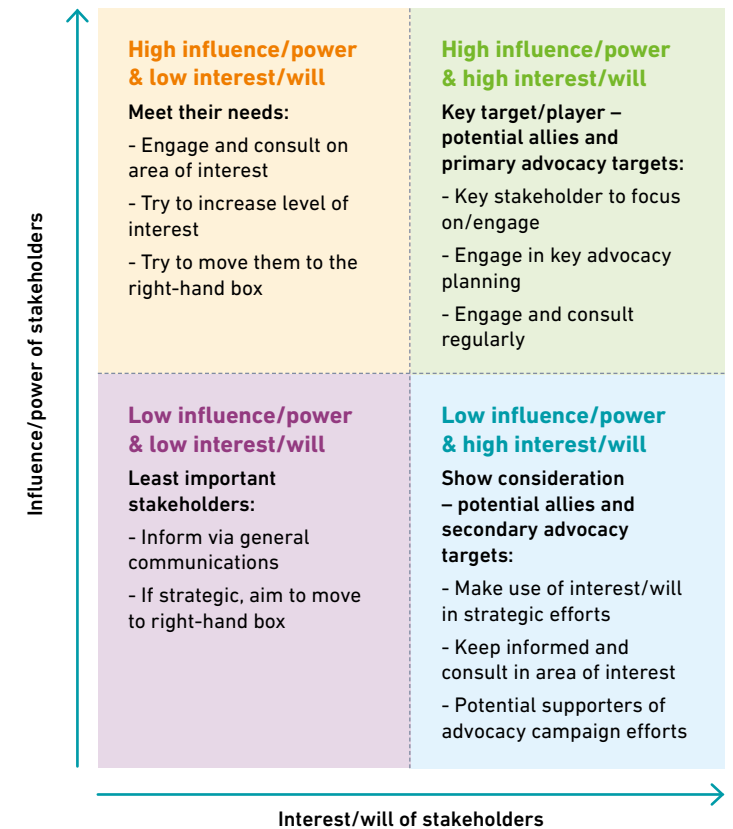 Influence/power of stakeholders
High influence/power
& low interest/will
Meet their needs:
- Engage and consult on
area of interest
- Try to increase level of
interest
- Try to move them to the
right-hand box
High influence/power
& high interest/will
Key target/player –
potential allies and
primary advocacy targets:
- Key stakeholder to focus
on/engage
- Engage in key advocacy
planning
- Engage and consult
regularly
Low influence/power
& low interest/will
Least important
stakeholders:
- Inform via general
communications
- If strategic, aim to move
to right-hand box
Low influence/power
& high interest/will
Show consideration
– potential allies and
secondary advocacy
targets:
- Make use of interest/will
in strategic efforts
- Keep informed and
consult in area of interest
- Potential supporters of
advocacy campaign efforts
Interest/will of stakeholders